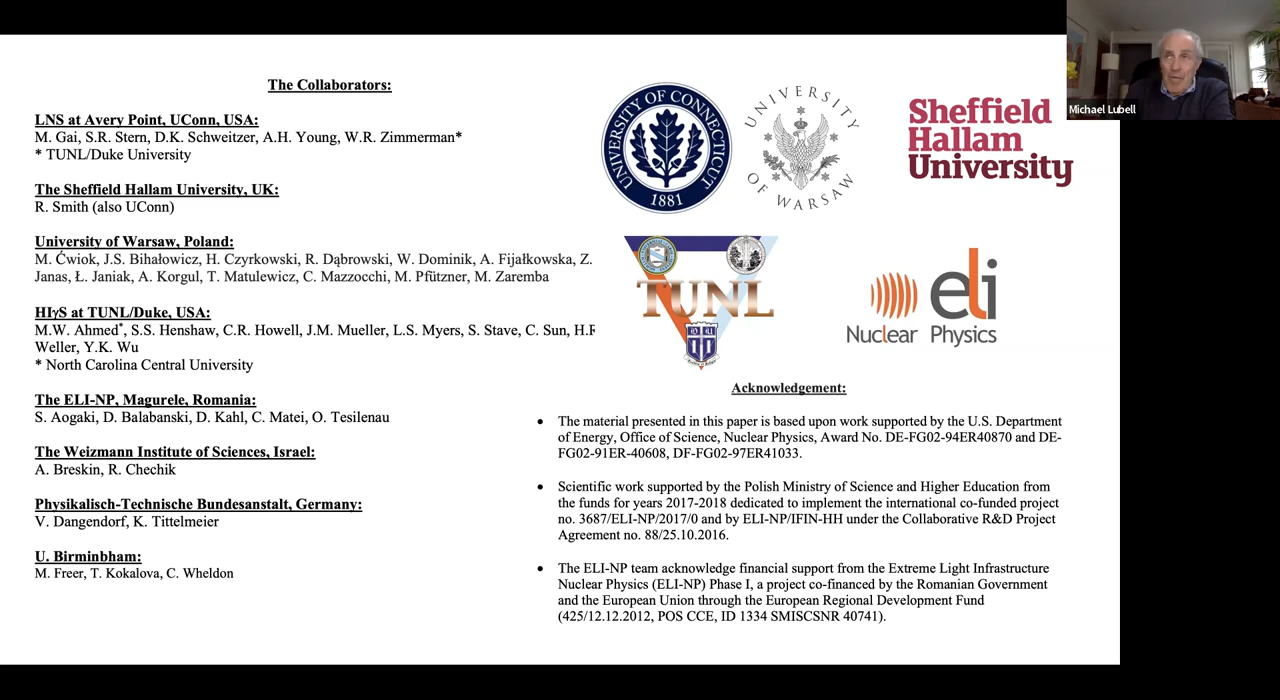 The Collaborators:
LNS at Avery Point, UConn, USA:
M. Gai, S.R. Stern, D.K. Schweitzer, A.H. Young, W.R. Zimmerman*
* TUNL/Duke University
The Sheffield Hallam University, UK:
R. Smith (also UConn)
University of Warsaw, Poland:
M. Ćwiok, J.S. Bihałowicz, H. Czyrkowski, R. Dąbrowski, W. Dominik, A. Fijałkowska, Z.
Janas, Ł. Janiak, A. Korgul, T. Matulewicz, C. Mazzocchi, M. Pfützner, M. Zaremba
HIγS at TUNL/Duke, USA:
M.W. Ahmed*, S.S. Henshaw, C.R. Howell, J.M. Mueller, L.S. Myers, S. Stave, C. Sun, H.R
Weller, Y.K. Wu
* North Carolina Central University
The ELI-NP, Magurele, Romania:
S. Aogaki, D. Balabanski, D. Kahl, C. Matei, O. Tesilenau
The Weizmann Institute of Sciences, Israel:
A. Breskin, R. Chechik
Physikalisch-Technische Bundesanstalt, Germany:
V. Dangendorf, K. Tittelmeier
U. Birminbham:
M. Freer, T. Kokalova, C. Wheldon
UNIVERSITY OF CONNECTICUT
1881
UNIVERSITY
OF WARSAW
Sheffield
Hallam
University
TUNL
eli
Nuclear Physics
Acknowledgement:
• The material presented in this paper is based upon work supported by the U.S. Department
of Energy, Office of Science, Nuclear Physics, Award No. DE-FG02-94ER40870 and DE-
FG02-91ER-40608, DF-FG02-97ER41033.
• Scientific work supported by the Polish Ministry of Science and Higher Education from
the funds for years 2017-2018 dedicated to implement the international co-funded project
no. 3687/ELI-NP/2017/0 and by ELI-NP/IFIN-HH under the Collaborative R&D Project
Agreement no. 88/25.10.2016.
• The ELI-NP team acknowledge financial support from the Extreme Light Infrastructure
Nuclear Physics (ELI-NP) Phase I, a project co-financed by the Romanian Government
and the European Union through the European Regional Development Fund
(425/12.12.2012, POS CCE, ID 1334 SMISCSNR 40741).
Michael Lubell